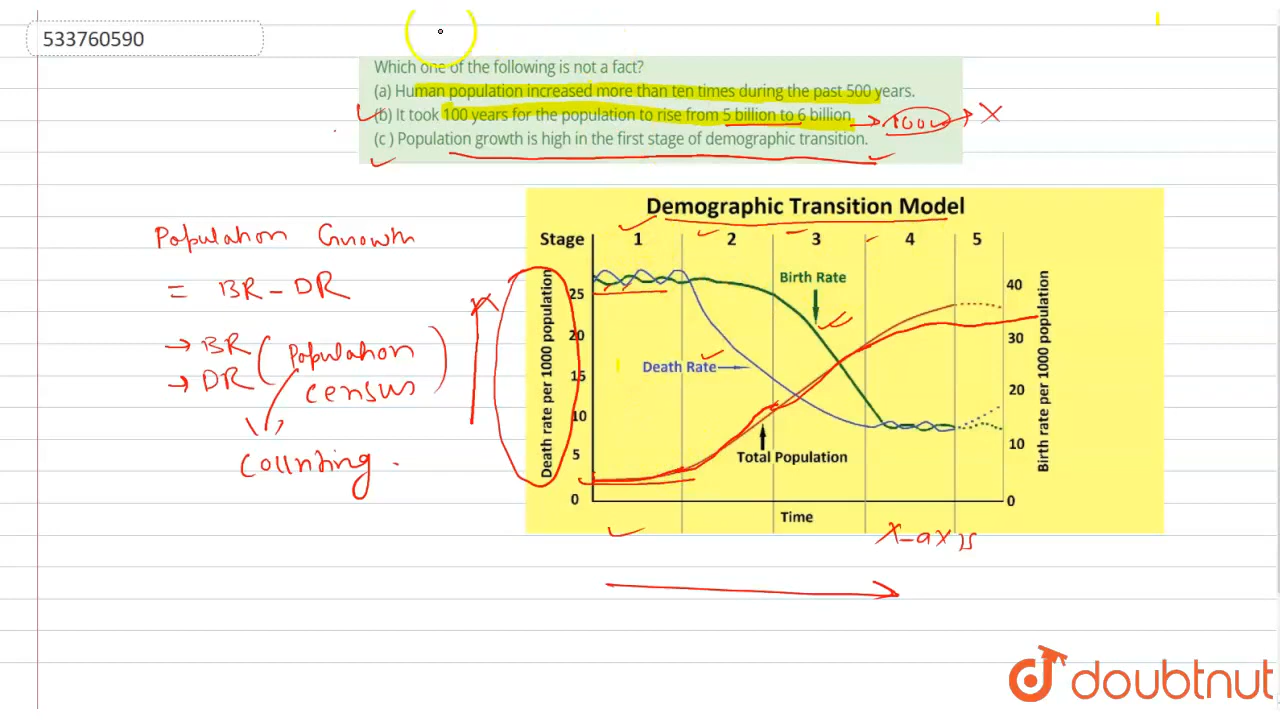 533760590
Which one of the following is not a fact?
(a) Human population increased more than ten times during the past 500 years.
(b) It took 100 years for the population to rise from 5 billion to 6 billion.
(c ) Population growth is high in the first stage of demographic transition.
Population Growth
= BR - DR
→ BR (Population
→ DR census)
Counting.
Demographic Transition Model
Stage 1 2 3 4 5
Death rate per 1000 population
25
20
15
10
5
0
Birth Rate
Death Rate
Total Population
40
30
20
10
0
Birth rate per 1000 population
Time
X-axis
doubtnut